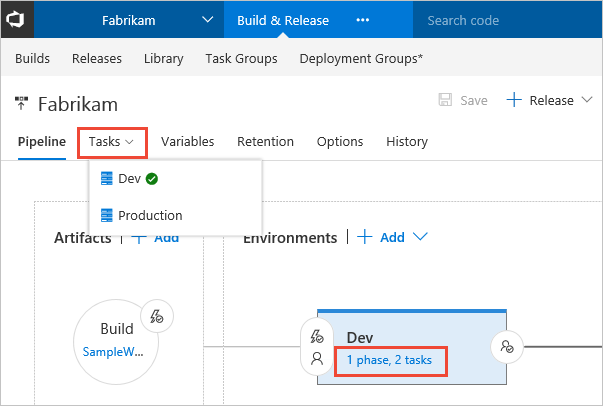 Fabrikam Build & Release ••• Search code
Builds Releases Library Task Groups Deployment Groups*
Fabrikam Save + Release
Pipeline Tasks Variables Retention Options History
Dev
Production
Artifacts | + Add Environments | + Add
Build
SampleW...
Dev
1 phase, 2 tasks